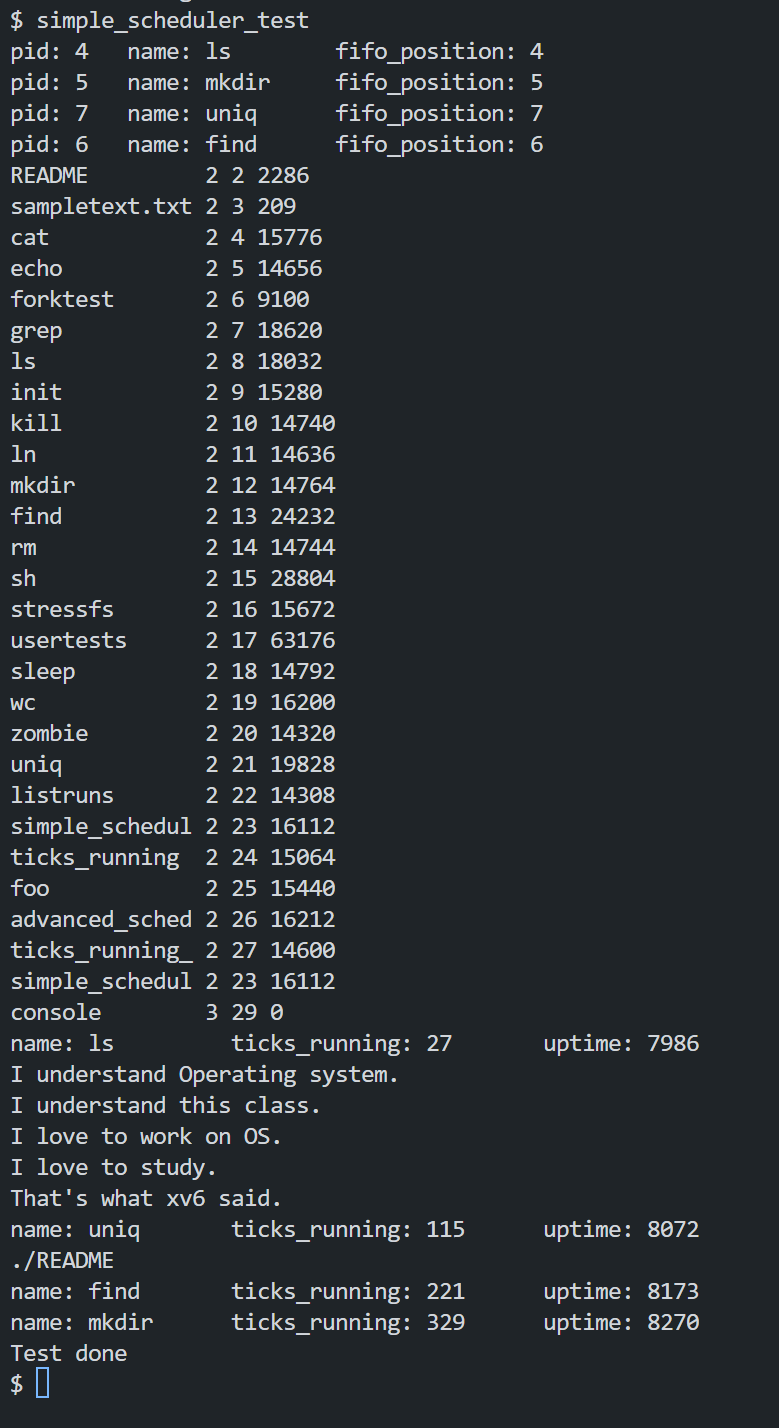 $ simple_scheduler_test
pid: 4   name: ls        fifo_position: 4
pid: 5   name: mkdir     fifo_position: 5
pid: 7   name: uniq      fifo_position: 7
pid: 6   name: find      fifo_position: 6
README         2 2 2286
sampletext.txt 2 3 209
cat            2 4 15776
echo           2 5 14656
forktest       2 6 9100
grep           2 7 18620
ls             2 8 18032
init           2 9 15280
kill           2 10 14740
ln             2 11 14636
mkdir          2 12 14764
find           2 13 24232
rm             2 14 14744
sh             2 15 28804
stressfs       2 16 15672
usertests      2 17 63176
sleep          2 18 14792
wc             2 19 16200
zombie         2 20 14320
uniq           2 21 19828
listruns       2 22 14308
simple_schedul 2 23 16112
ticks_running  2 24 15064
foo            2 25 15440
advanced_sched 2 26 16212
ticks_running_ 2 27 14600
simple_schedul 2 23 16112
console        3 29 0
name: ls         ticks_running: 27       uptime: 7986
I understand Operating system.
I understand this class.
I love to work on OS.
I love to study.
That's what xv6 said.
name: uniq       ticks_running: 115      uptime: 8072
./README
name: find       ticks_running: 221      uptime: 8173
name: mkdir      ticks_running: 329      uptime: 8270
Test done
$